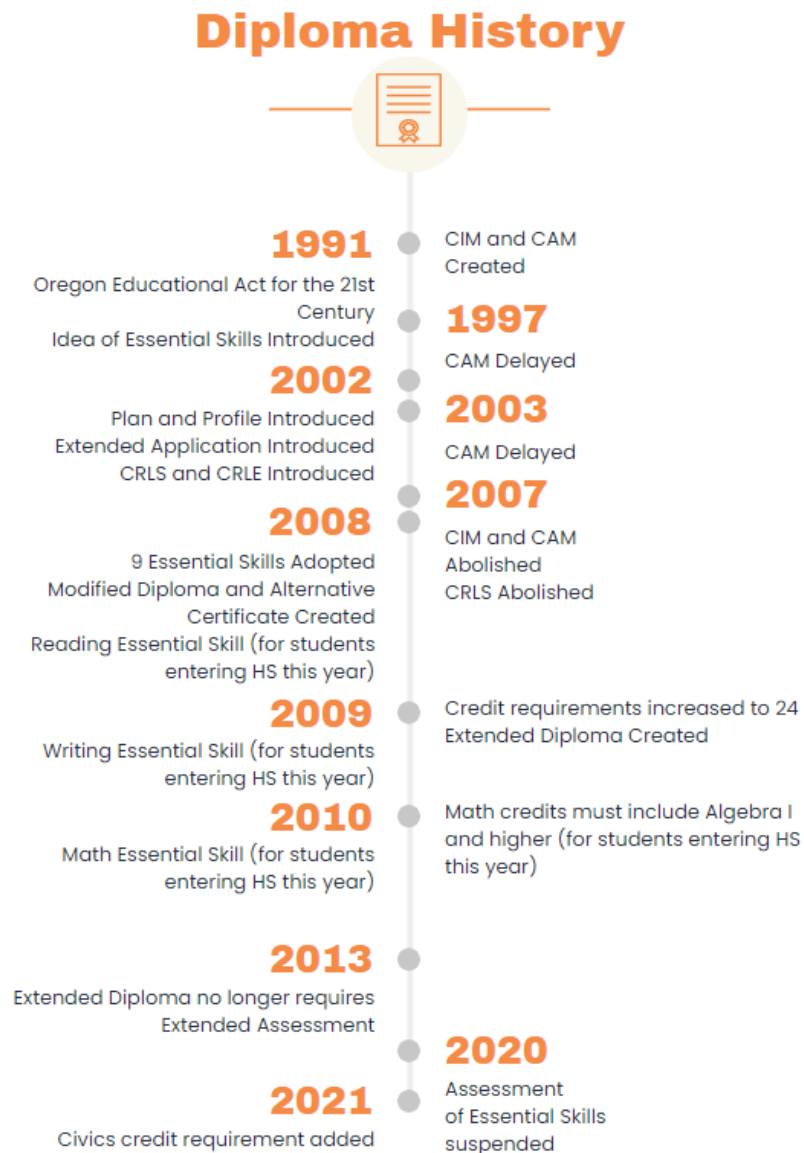 Diploma History
1991
Oregon Educational Act for the 21st
Century
Idea of Essential Skills Introduced
CIM and CAM
Created
1997
CAM Delayed
2002
Plan and Profile Introduced
Extended Application Introduced
CRLS and CRLE Introduced
2003
CAM Delayed
2007
CIM and CAM
Abolished
CRLS Abolished
2008
9 Essential Skills Adopted
Modified Diploma and Alternative
Certificate Created
Reading Essential Skill (for students
entering HS this year)
2009
Writing Essential Skill (for students
entering HS this year)
Credit requirements increased to 24
Extended Diploma Created
2010
Math Essential Skill (for students
entering HS this year)
Math credits must include Algebra I
and higher (for students entering HS
this year)
2013
Extended Diploma no longer requires
Extended Assessment
2020
Assessment
of Essential Skills
suspended
2021
Civics credit requirement added